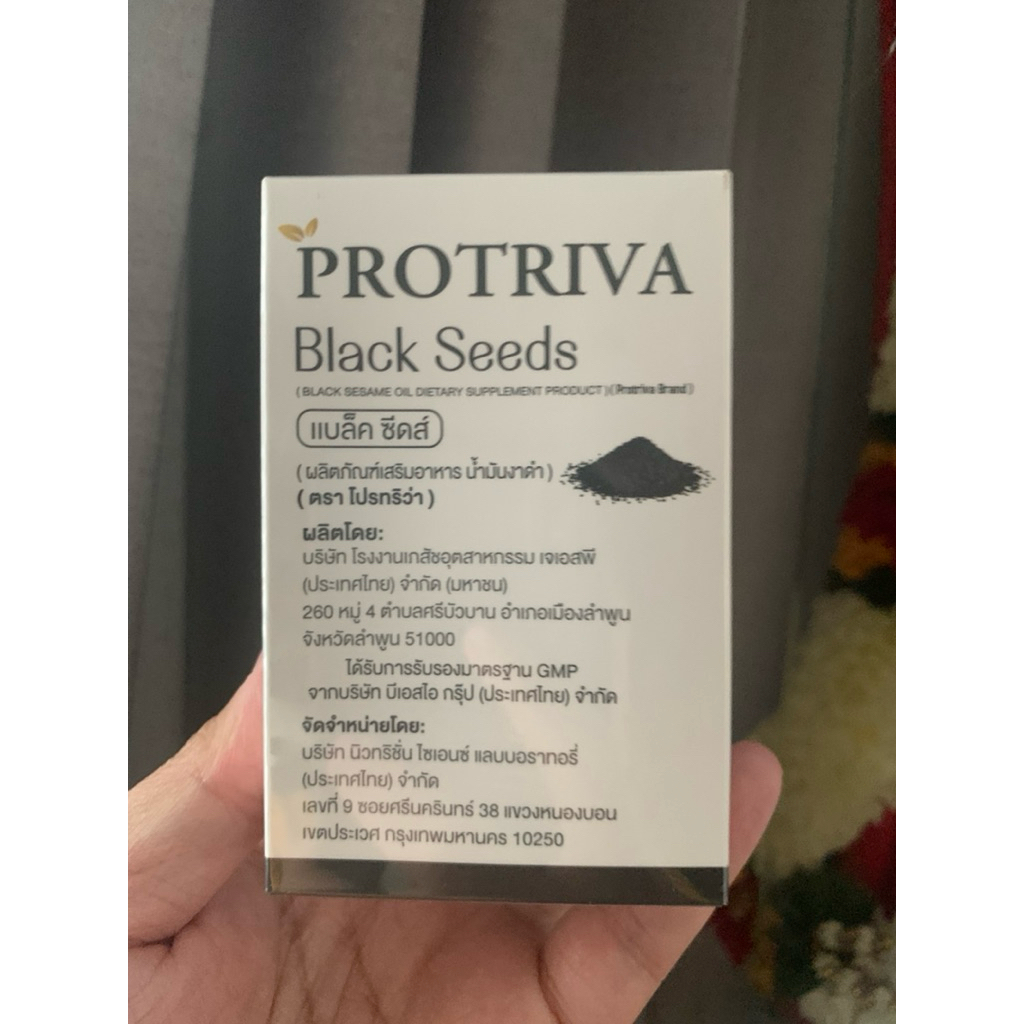 PROTRIVA
Black Seeds
( BLACK SESAME OIL DIETARY SUPPLEMENT PRODUCT )( Protriva Brand )
แบล็ค ซีดส์
( ผลิตภัณฑ์เสริมอาหาร น้ำมันงาดำ )
( ตรา โปรทริว่า )
ผลิตโดย:
บริษัท โรงงานเภสัชอุตสาหกรรม เจเอสพี
(ประเทศไทย) จำกัด (มหาชน)
260 หมู่ 4 ตำบลศรีบัวบาน อำเภอเมืองลำพูน
จังหวัดลำพูน 51000
ได้รับการรับรองมาตรฐาน GMP
จากบริษัท บีเอสไอ กรุ๊ป (ประเทศไทย) จำกัด
จัดจำหน่ายโดย:
บริษัท นิวทริชั่น ไซเอนซ์ แลบบอราทอรี่
(ประเทศไทย) จำกัด
เลขที่ 9 ซอยศรีนครินทร์ 38 แขวงหนองบอน
เขตประเวศ กรุงเทพมหานคร 10250